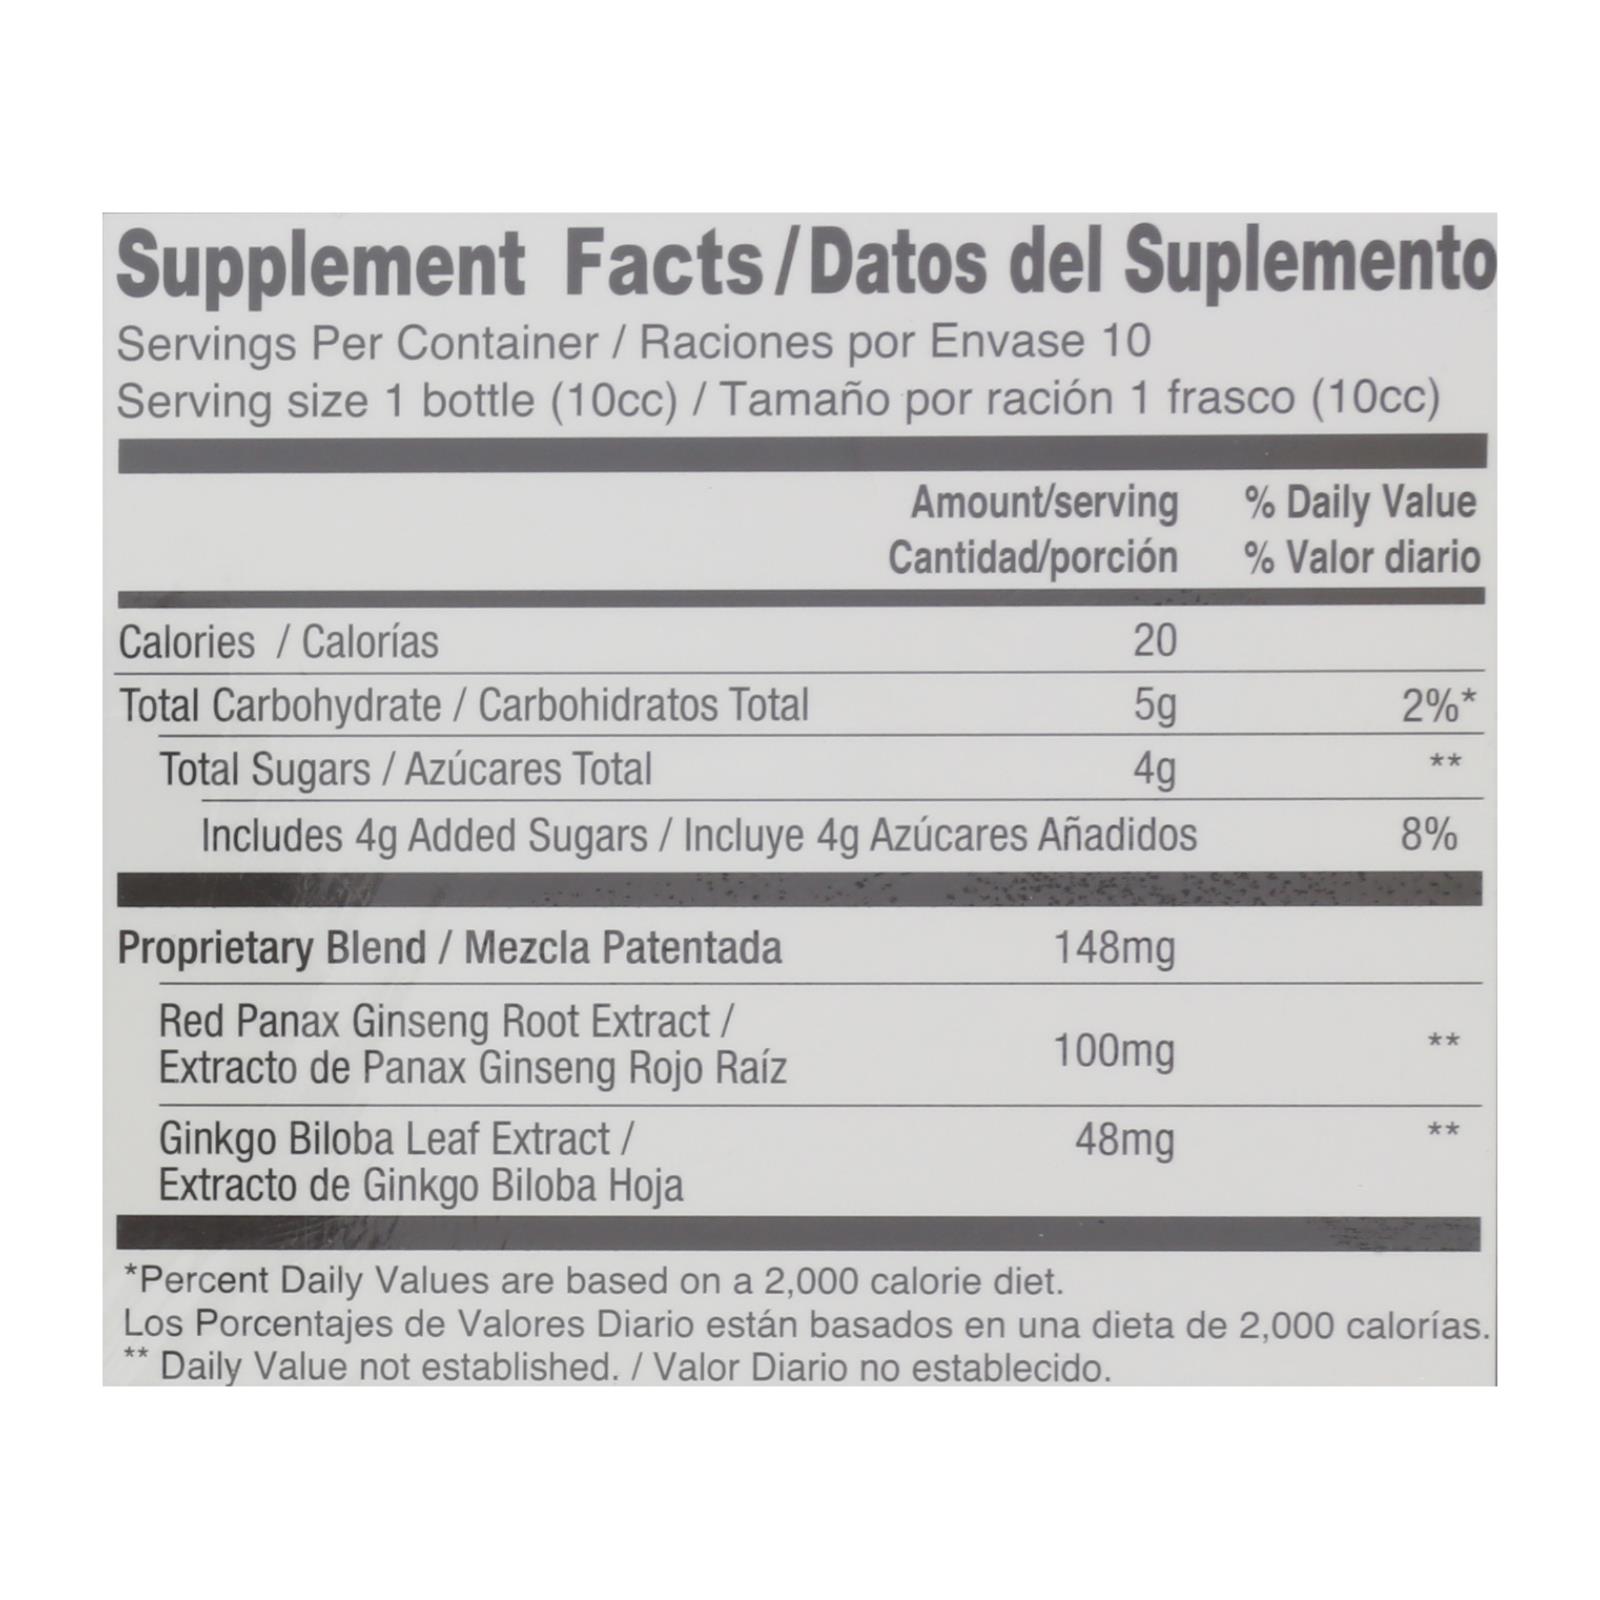 Supplement Facts / Datos del Suplemento
Servings Per Container / Raciones por Envase 10
Serving size 1 bottle (10cc) / Tamaño por ración 1 frasco (10cc)
Amount/serving % Daily Value
Cantidad/porción % Valor diario
Calories / Calorías 20
Total Carbohydrate / Carbohidratos Total 5g 2%*
Total Sugars / Azúcares Total 4g **
Includes 4g Added Sugars / Incluye 4g Azúcares Añadidos 8%
Proprietary Blend / Mezcla Patentada 148mg
Red Panax Ginseng Root Extract /
Extracto de Panax Ginseng Rojo Raíz 100mg **
Ginkgo Biloba Leaf Extract / 48mg **
Extracto de Ginkgo Biloba Hoja
*Percent Daily Values are based on a 2,000 calorie diet.
Los Porcentajes de Valores Diario están basados en una dieta de 2,000 calorías.
** Daily Value not established. / Valor Diario no establecido.